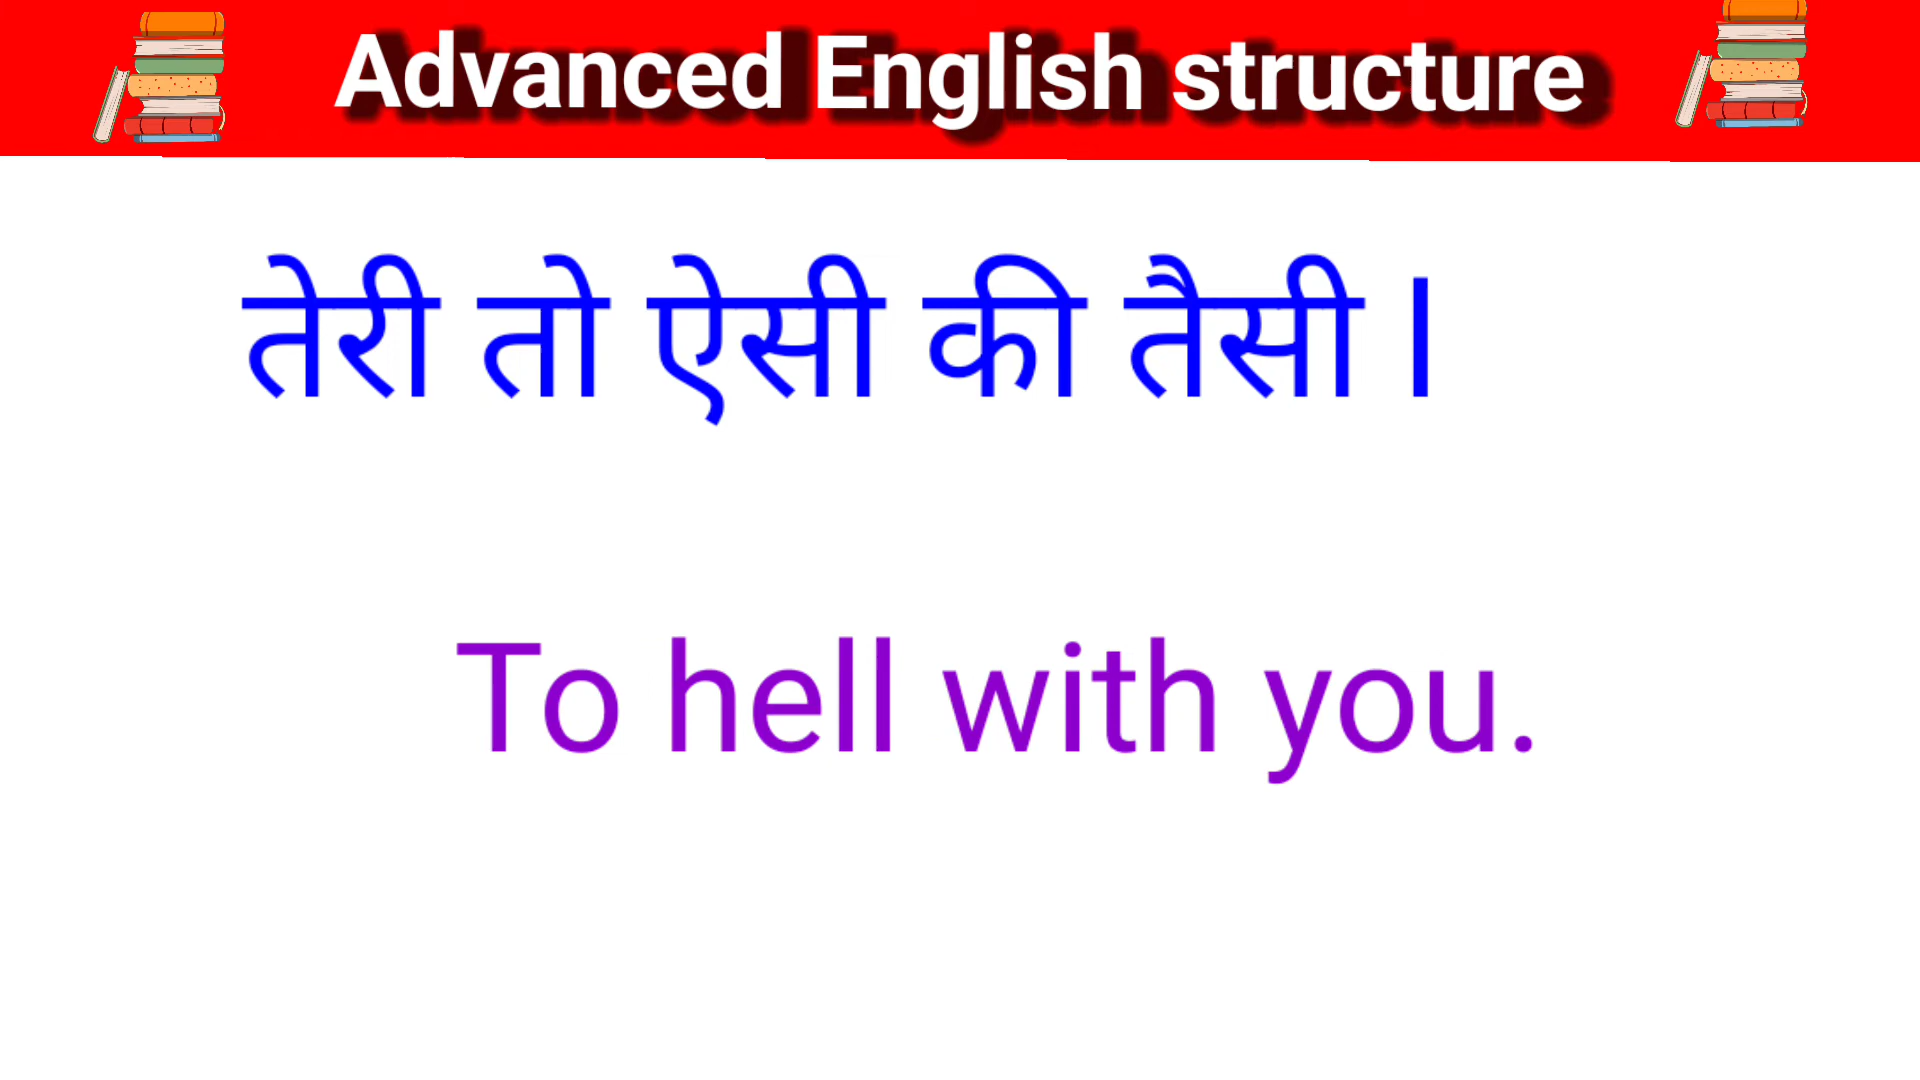 Advanced English structure
तेरी तो ऐसी की तैसी l
To hell with you.